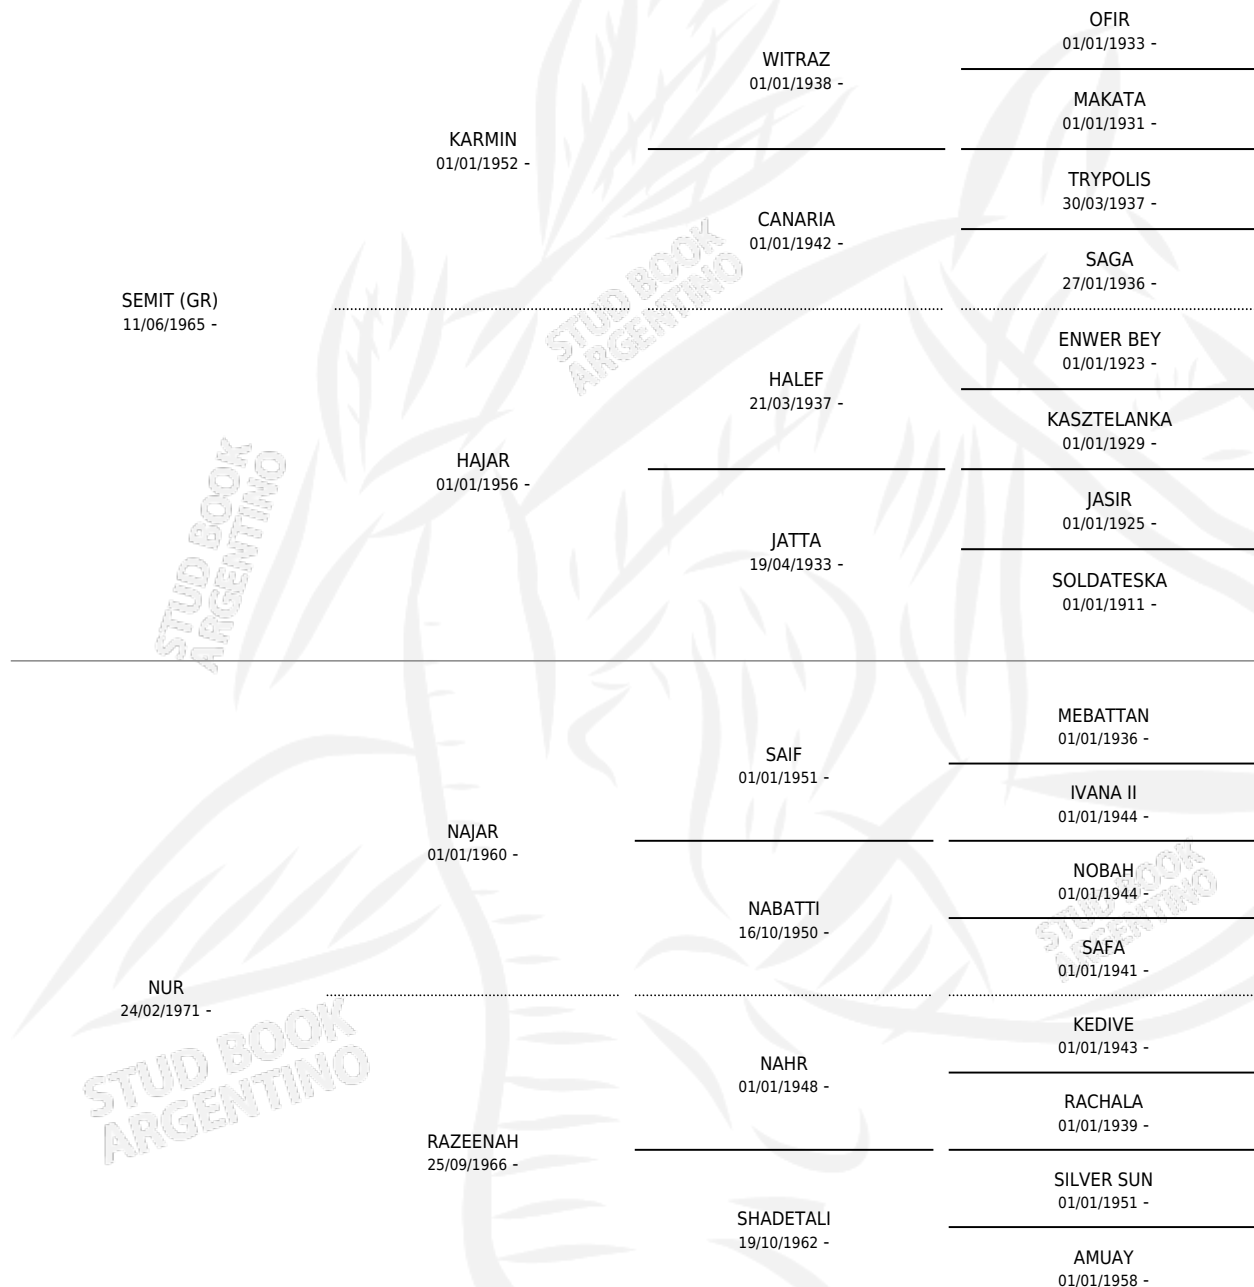 OFIR
01/01/1933 -
WITRAZ
01/01/1938 -
MAKATA
01/01/1931 -
KARMIN
01/01/1952 -
TRYPOLIS
30/03/1937 -
CANARIA
01/01/1942 -
SAGA
27/01/1936 -
SEMIT (GR)
11/06/1965 -
ENWER BEY
01/01/1923 -
HALEF
21/03/1937 -
KASZTELANKA
01/01/1929 -
HAJAR
01/01/1956 -
JASIR
01/01/1925 -
JATTA
19/04/1933 -
SOLDATESKA
01/01/1911 -
MEBATTAN
01/01/1936 -
SAIF
01/01/1951 -
IVANA II
01/01/1944 -
NAJAR
01/01/1960 -
NOBAH
01/01/1944 -
NABATTI
16/10/1950 -
SAFA
01/01/1941 -
NUR
24/02/1971 -
KEDIVE
01/01/1943 -
NAHR
01/01/1948 -
RACHALA
01/01/1939 -
RAZEENAH
25/09/1966 -
SILVER SUN
01/01/1951 -
SHADETALI
19/10/1962 -
AMUAY
01/01/1958 -
STUD BOOK
ARGENTINO
STUD BOOK
ARGENTINO
STUD BOOK
ARGENTINO
STUD BOOK
ARGENTINO